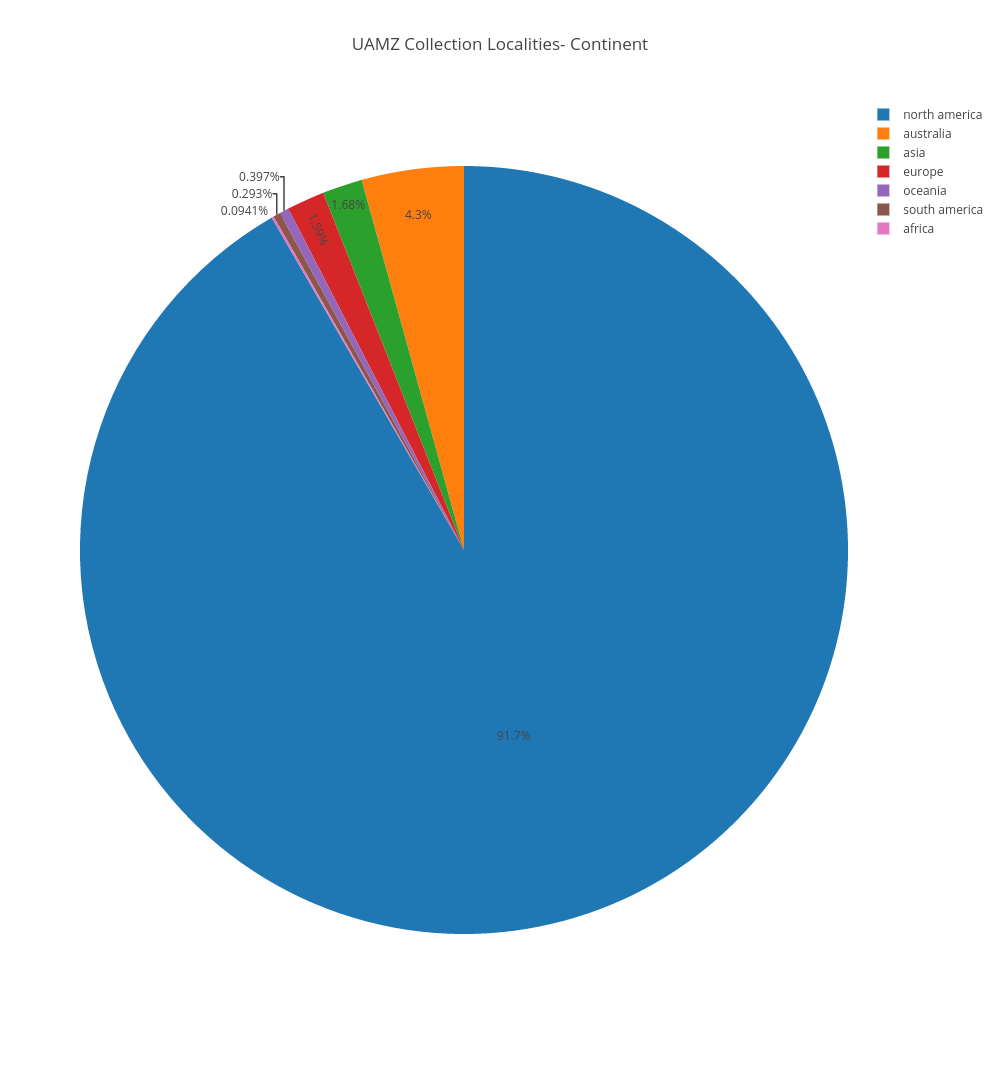 UAMZ Collection Localities- Continent
north america
australia
asia
europe
oceania
south america
africa
0.397%
0.293%
0.0941%
1.59%
1.68%
4.3%
91.7%